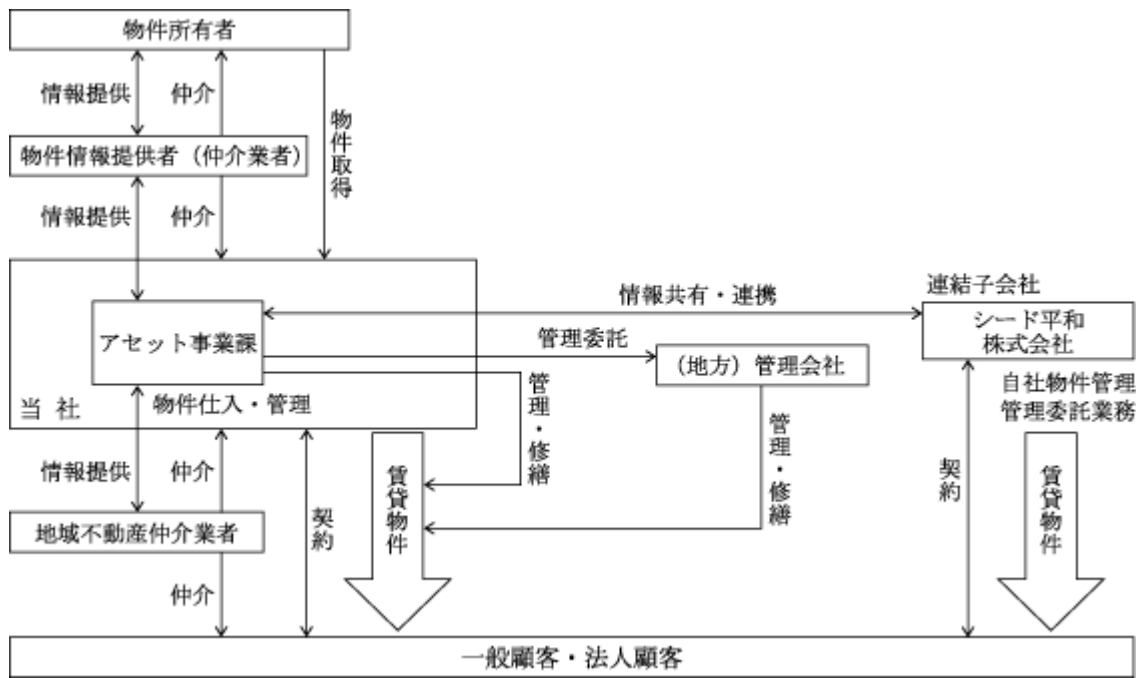 物件所有者
情報提供
仲介
物件取得
物件情報提供者（仲介業者）
情報提供
仲介
連結子会社
情報共有・連携
シード平和
株式会社
アセット事業課
管理委託
（地方）管理会社
自社物件管理
管理委託業務
当社
物件仕入・管理
管理・修繕
管理・修繕
情報提供
仲介
契約
賃貸物件
契約
賃貸物件
地域不動産仲介業者
仲介
一般顧客・法人顧客